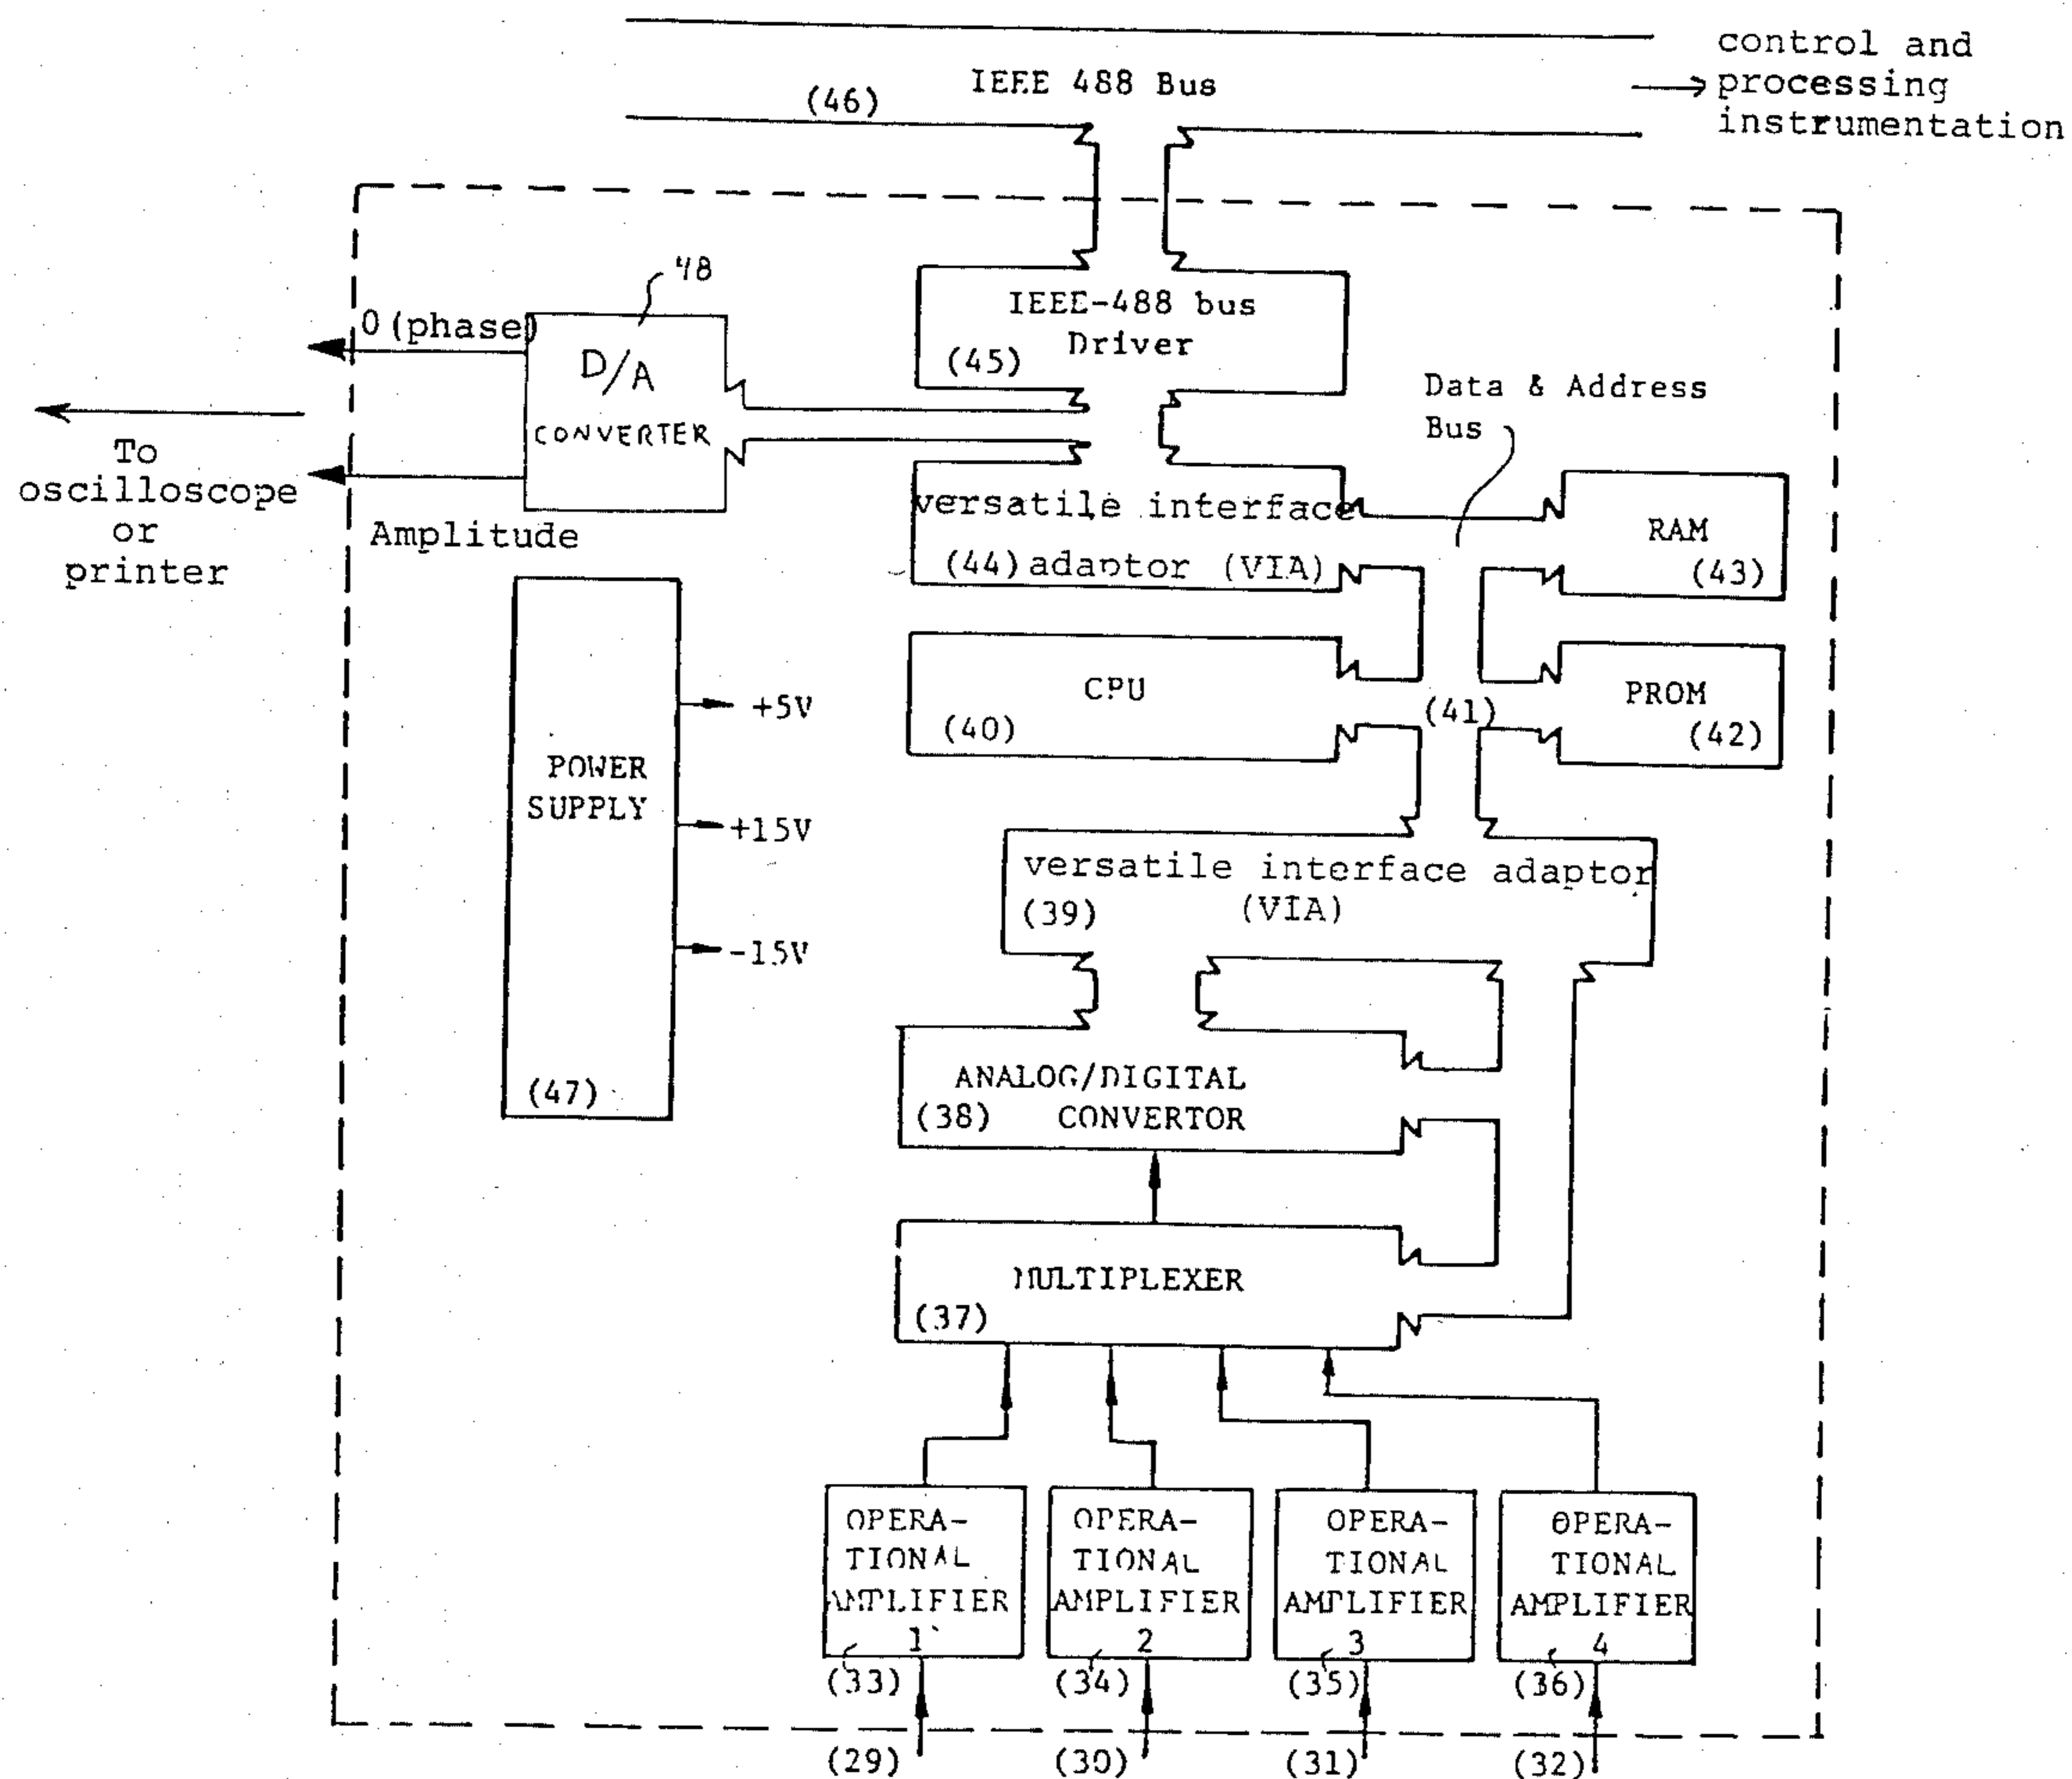 control and
processing
instrumentation
IEEE 488 Bus
(46)
48
0 (phase)
D/A
CONVERTER
To
oscilloscope
or
printer
Amplitude
IEEE-488 bus
Driver
(45)
Data & Address
Bus
versatile interface
(44) adaptor (VIA)
RAM
(43)
CPU
(40)
(41)
PROM
(42)
POWER
SUPPLY
+5V
+15V
-15V
(47)
versatile interface adaptor
(39) (VIA)
ANALOG/DIGITAL
(38) CONVERTOR
MULTIPLEXER
(37)
OPERA-
TIONAL
AMPLIFIER
1
(33)
OPERA-
TIONAL
AMPLIFIER
2
(34)
OPERA-
TIONAL
AMPLIFIER
3
(35)
OPERA-
TIONAL
AMPLIFIER
4
(36)
(29)
(30)
(31)
(32)